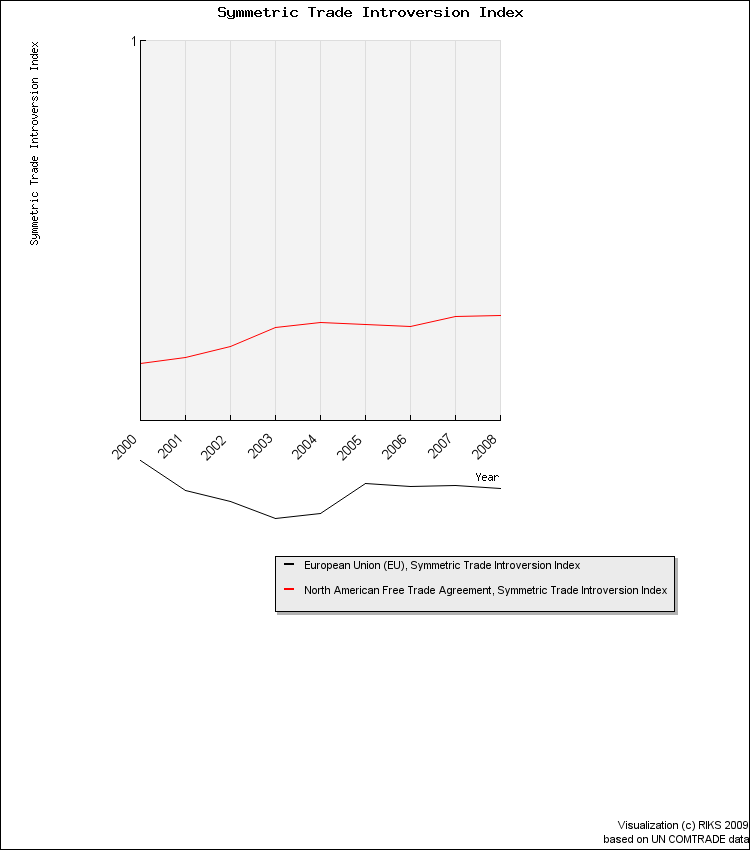 Symmetric Trade Introversion Index
Symmetric Trade Introversion Index
1
2000 2001 2002 2003 2004 2005 2006 2007 2008
Year
European Union (EU), Symmetric Trade Introversion Index
North American Free Trade Agreement, Symmetric Trade Introversion Index
Visualization (c) RIKS 2009
based on UN COMTRADE data